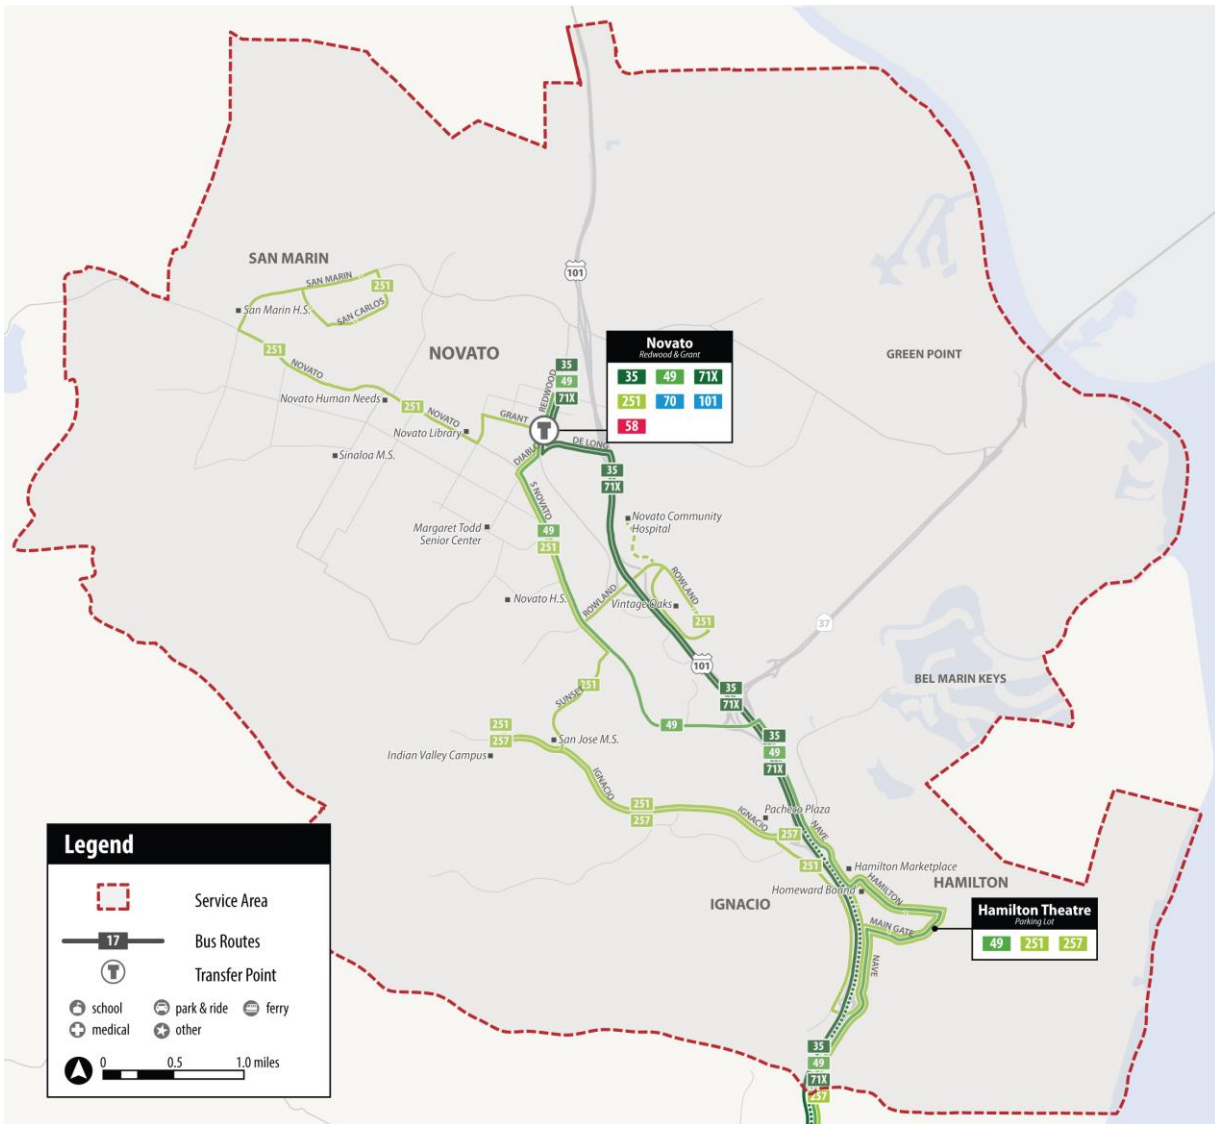 SAN MARIN
SAN MARIN
251
SAN CARLOS
San Marin H.S.
251
NOVATO
NOVATO
Novato Human Needs
251
NOVATO
Novato Library
Sinaloa M.S.
GRANT
REDWOOD
35
49
71X
T
DIABLO
DE LONG
101
Novato
Redwood & Grant
35 49 71X
251 70 101
58
GREEN POINT
35
71X
S NOVATO
Novato Community
Hospital
Margaret Todd
Senior Center
49
251
Novato H.S.
ROWLAND
ROWLAND
Vintage Oaks
251
37
101
BEL MARIN KEYS
SUNSET
251
35
71X
49
251
257
San Jose M.S.
Indian Valley Campus
35
49
71X
IGNACIO
251
257
Pacheco Plaza
IGNACIO
257
NAVE
251
Hamilton Marketplace
HAMILTON
Homeward Bound
HAMILTON
IGNACIO
MAIN GATE
Hamilton Theatre
Parking Lot
49 251 257
NAVE
35
49
71X
257
Legend
Service Area
17
Bus Routes
T
Transfer Point
school
park & ride
ferry
medical
other
0 0.5 1.0 miles